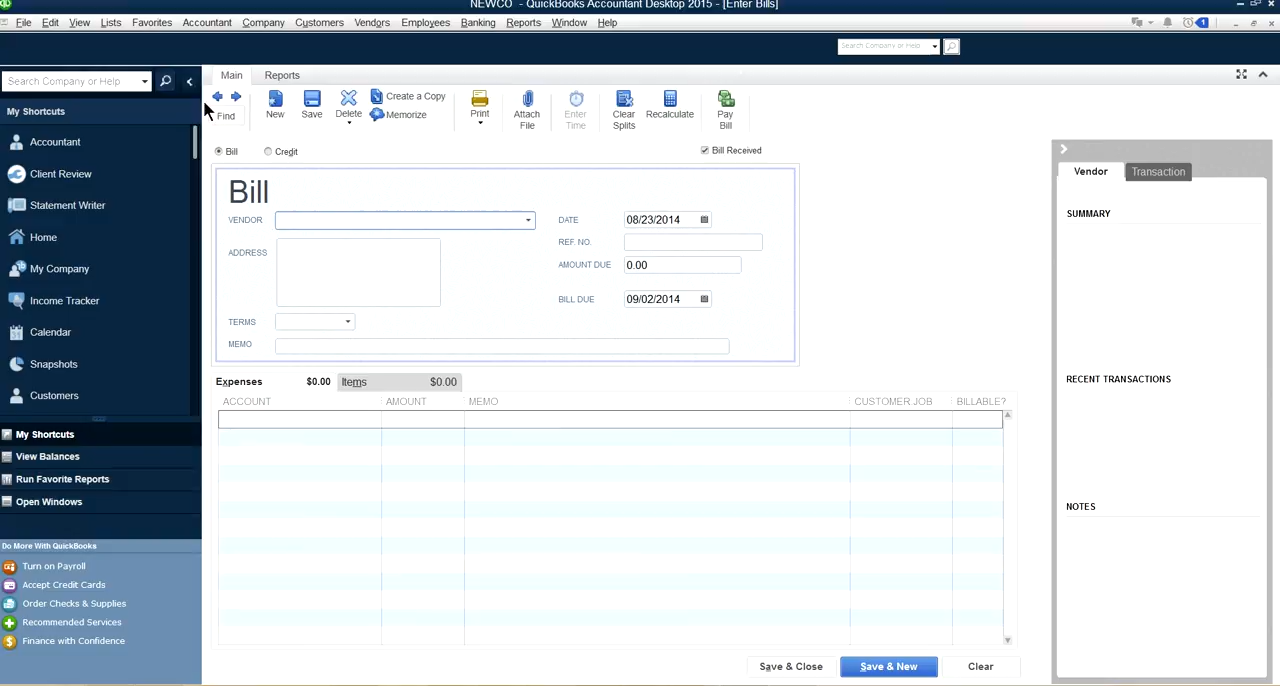 NEWCO - QuickBooks Accountant Desktop 2015 - [Enter Bills]
File Edit View Lists Favorites Accountant Company Customers Vendors Employees Banking Reports Window Help
1
Search Company or Help
Search Company or Help
Main Reports
My Shortcuts
Accountant
Client Review
Statement Writer
Home
My Company
Income Tracker
Calendar
Snapshots
Customers
My Shortcuts
View Balances
Run Favorite Reports
Open Windows
Do More With QuickBooks
Turn on Payroll
Accept Credit Cards
Order Checks & Supplies
Recommended Services
Finance with Confidence
Find
New
Save
Delete
Create a Copy
Memorize
Print
Attach File
Enter Time
Clear Splits
Recalculate
Pay Bill
Bill Credit Bill Received
Bill
VENDOR
ADDRESS
TERMS
MEMO
DATE 08/23/2014
REF. NO.
AMOUNT DUE 0.00
BILL DUE 09/02/2014
Expenses $0.00 Items $0.00
ACCOUNT AMOUNT MEMO CUSTOMER JOB BILLABLE?
Save & Close Save & New Clear
Vendor Transaction
SUMMARY
RECENT TRANSACTIONS
NOTES